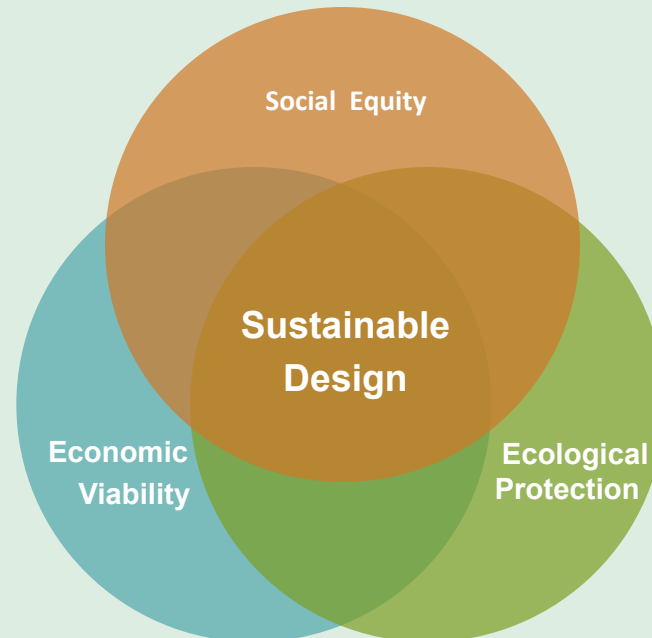 Social Equity
Sustainable
Design
Economic
Viability
Ecological
Protection